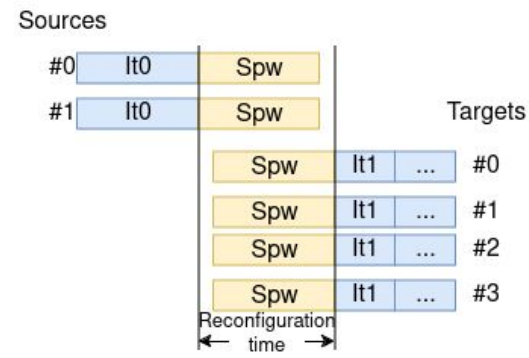 Sources
#0 It0 Spw
#1 It0 Spw
Targets
Spw It1 ... #0
Spw It1 ... #1
Spw It1 ... #2
Spw It1 ... #3
Reconfiguration
time